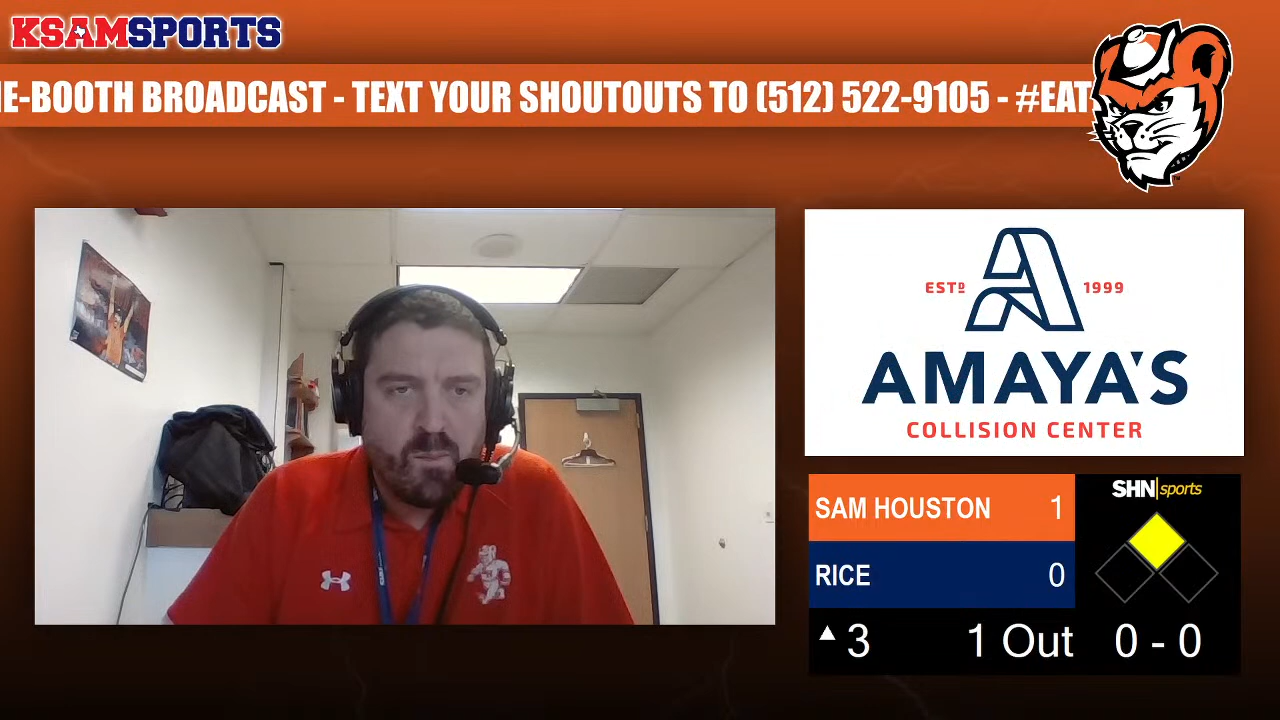 KSAMSPORTS
E-BOOTH BROADCAST - TEXT YOUR SHOUTOUTS TO (512) 522-9105 - #EAT
ESTD 1999
AMAYA'S
COLLISION CENTER
SAM HOUSTON 1
RICE 0
▲ 3 1 Out
SHN|sports
0 - 0